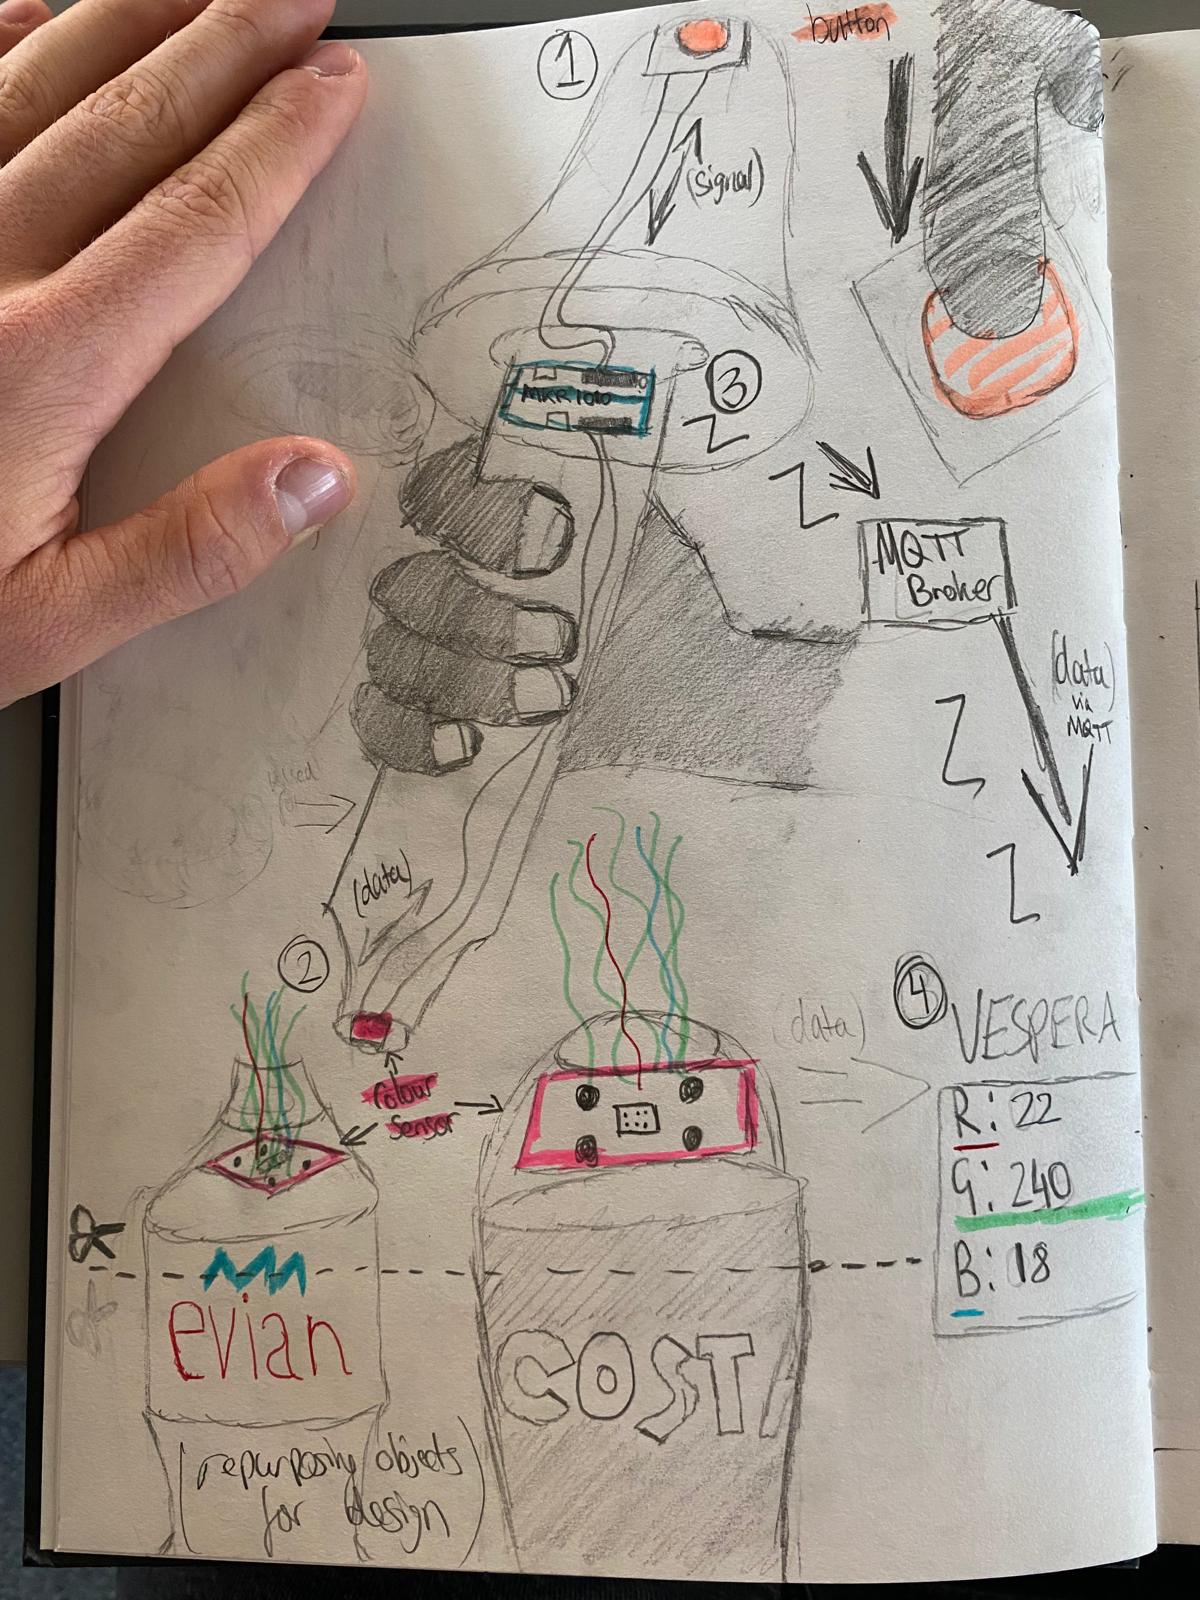 1
button
(signal)
3
MKR1010
MQTT
Broker
(data)
via
MQTT
(data)
2
Colour
Sensor
(data)
4
VESPERA
R: 22
G: 240
B: 18
evian
COST
(repurposing objects
for design)